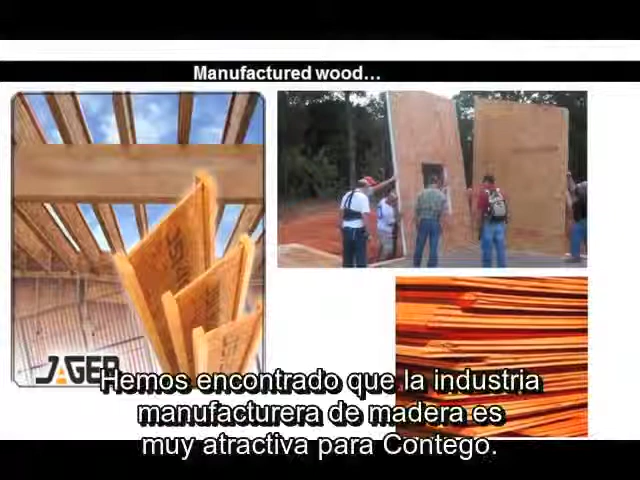 Manufactured wood...
JAGER
Hemos encontrado que la industria
manufacturera de madera es
muy atractiva para Contego.